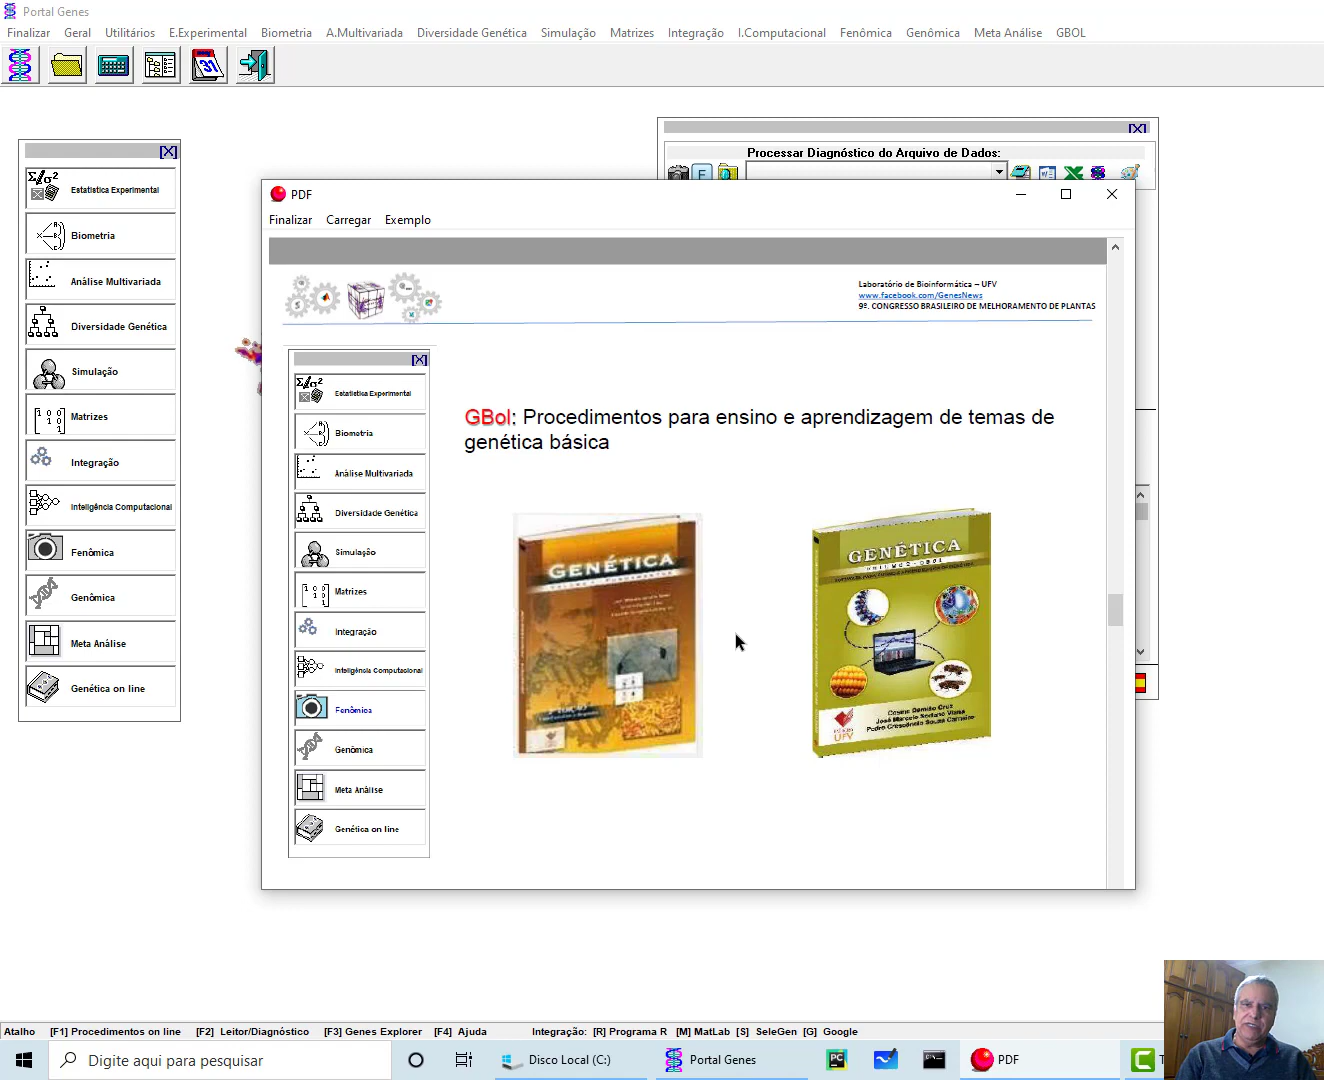 Portal Genes
Finalizar Geral Utilitários E.Experimental Biometria A.Multivariada Diversidade Genética Simulação Matrizes Integração I.Computacional Fenômica Genômica Meta Análise GBOL
31
[X]
Estatística Experimental
Biometria
Análise Multivariada
Diversidade Genética
Simulação
Matrizes
Integração
Inteligência Computacional
Fenômica
Genômica
Meta Análise
Genética on line
[X]
Processar Diagnóstico do Arquivo de Dados:
PDF
Finalizar Carregar Exemplo
Laboratório de Bioinformática – UFV
www.facebook.com/GenesNews
9º. CONGRESSO BRASILEIRO DE MELHORAMENTO DE PLANTAS
[X]
Estatística Experimental
Biometria
Análise Multivariada
Diversidade Genética
Simulação
Matrizes
Integração
Inteligência Computacional
Fenômica
Genômica
Meta Análise
Genética on line
GBol: Procedimentos para ensino e aprendizagem de temas de
genética básica
GENÉTICA
GENÉTICA
Cosme Damião Cruz
José Marcelo Soriano Viana
Pedro Crescêncio Souza Carneiro
UFV
Atalho [F1] Procedimentos on line [F2] Leitor/Diagnóstico [F3] Genes Explorer [F4] Ajuda Integração: [R] Programa R [M] MatLab [S] SeleGen [G] Google
Digite aqui para pesquisar
Disco Local (C:)
Portal Genes
PC
PDF